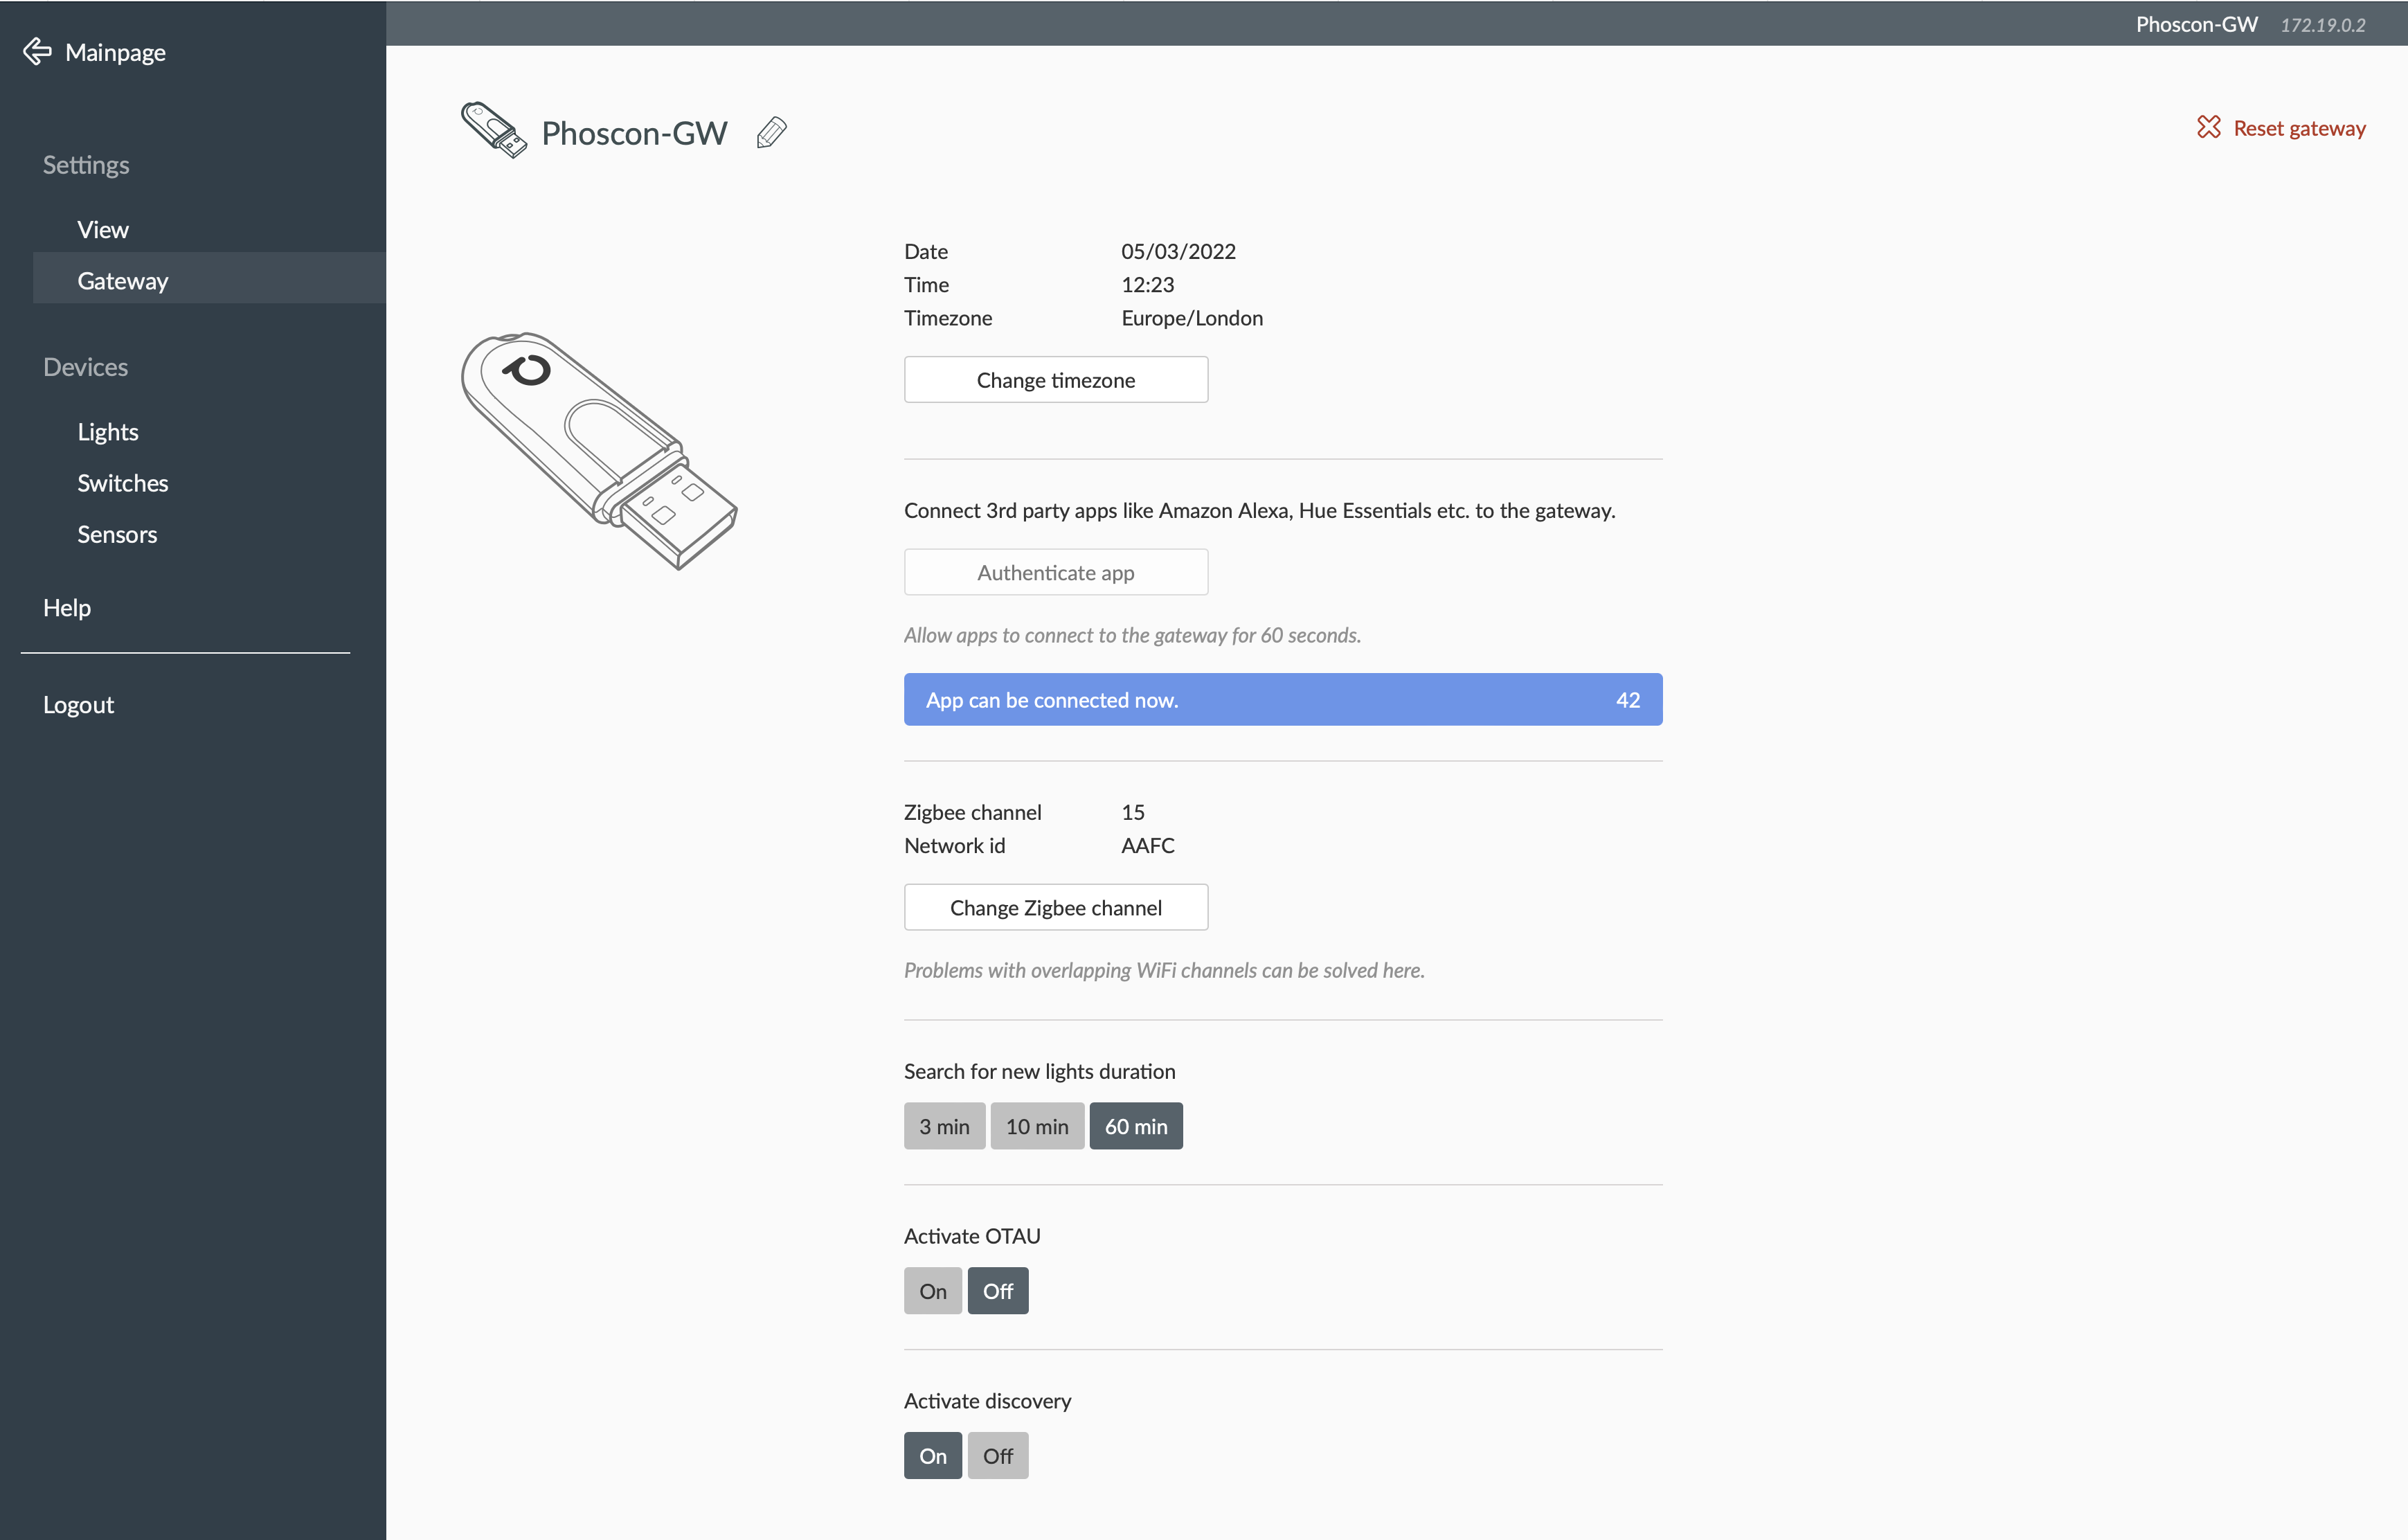 Mainpage
Phoscon-GW 172.19.0.2
Settings
View
Gateway
Devices
Lights
Switches
Sensors
Help
Logout
Phoscon-GW
Reset gateway
Date 05/03/2022
Time 12:23
Timezone Europe/London
Change timezone
Connect 3rd party apps like Amazon Alexa, Hue Essentials etc. to the gateway.
Authenticate app
Allow apps to connect to the gateway for 60 seconds.
App can be connected now. 42
Zigbee channel 15
Network id AAFC
Change Zigbee channel
Problems with overlapping WiFi channels can be solved here.
Search for new lights duration
3 min 10 min 60 min
Activate OTAU
On Off
Activate discovery
On Off